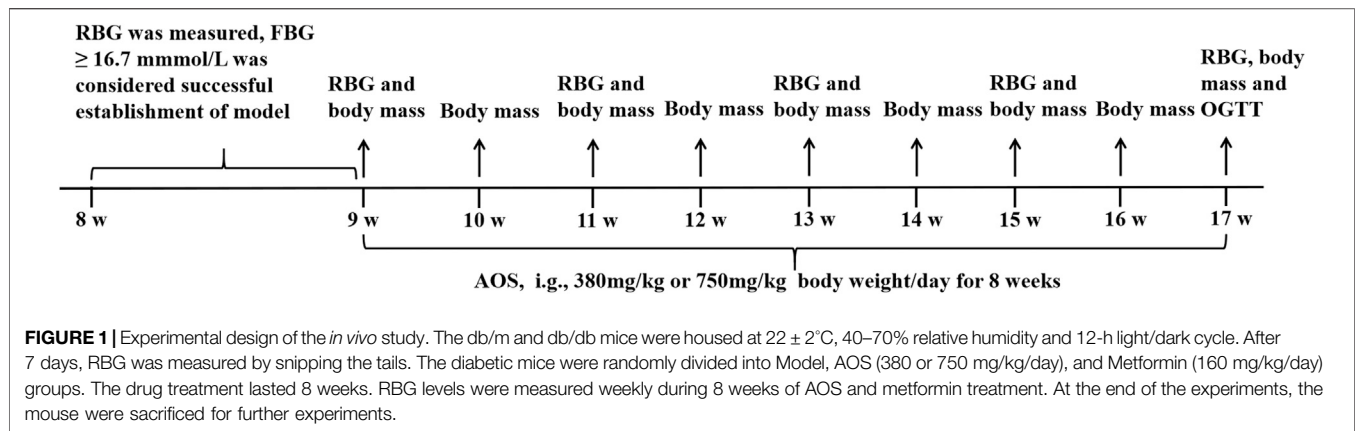 RBG was measured, FBG
≥ 16.7 mmmol/L was
considered successful
establishment of model
RBG and
body mass
Body mass
RBG and
body mass
Body mass
RBG and
body mass
Body mass
RBG and
body mass
Body mass
RBG, body
mass and
OGTT
8 w
9 w
10 w
11 w
12 w
13 w
14 w
15 w
16 w
17 w
AOS, i.g., 380mg/kg or 750mg/kg body weight/day for 8 weeks
FIGURE 1 | Experimental design of the in vivo study. The db/m and db/db mice were housed at 22 ± 2°C, 40–70% relative humidity and 12-h light/dark cycle. After
7 days, RBG was measured by snipping the tails. The diabetic mice were randomly divided into Model, AOS (380 or 750 mg/kg/day), and Metformin (160 mg/kg/day)
groups. The drug treatment lasted 8 weeks. RBG levels were measured weekly during 8 weeks of AOS and metformin treatment. At the end of the experiments, the
mouse were sacrificed for further experiments.